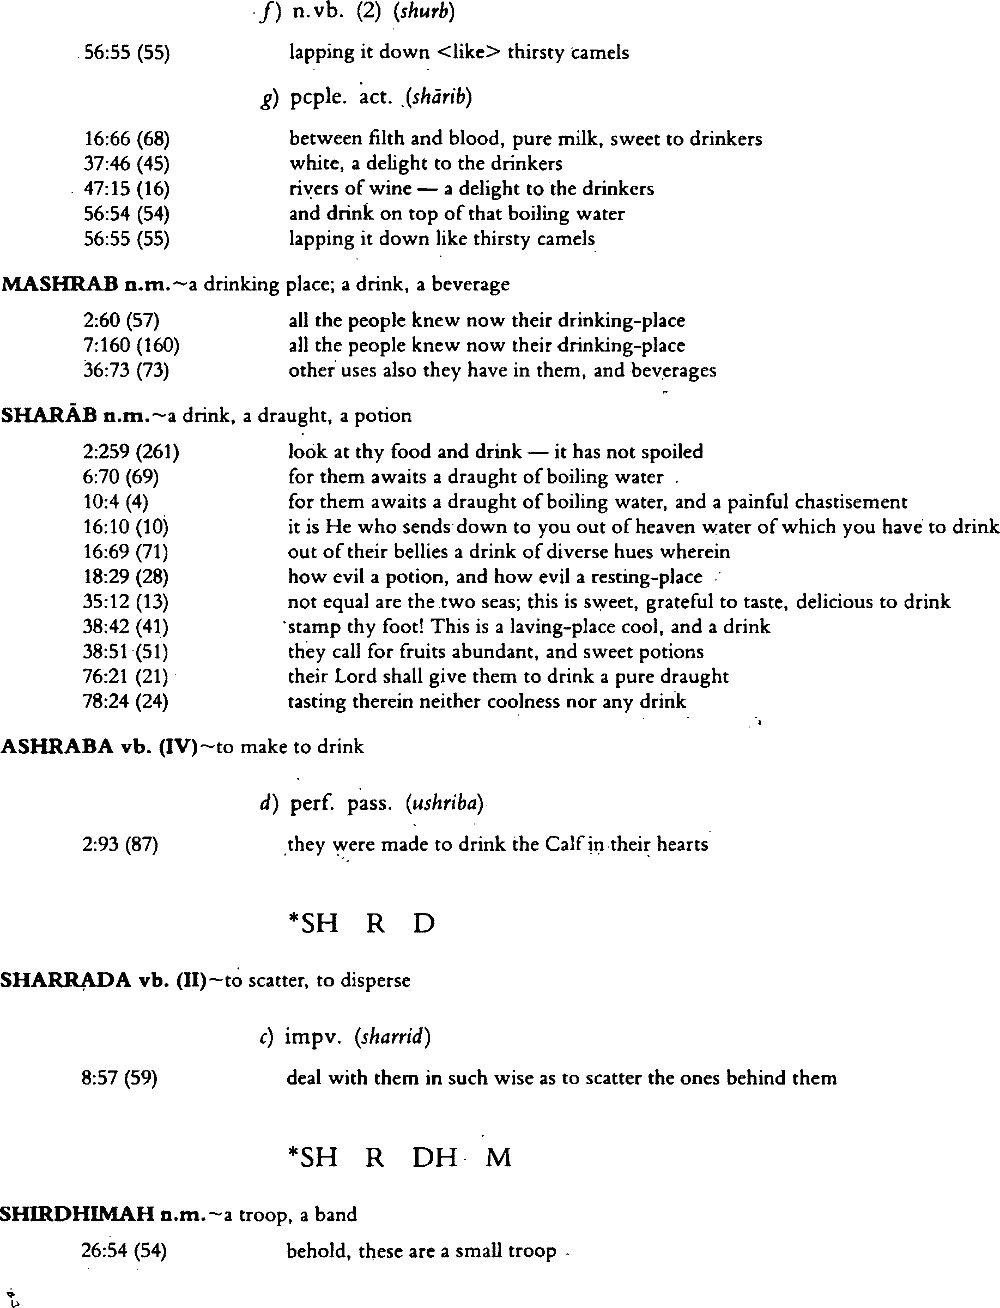 f) n.vb. (2) (shurb)
56:55 (55) lapping it down <like> thirsty camels
g) pcple. act. (shārib)
16:66 (68) between filth and blood, pure milk, sweet to drinkers
37:46 (45) white, a delight to the drinkers
47:15 (16) rivers of wine — a delight to the drinkers
56:54 (54) and drink on top of that boiling water
56:55 (55) lapping it down like thirsty camels
MASHRAB n.m.~a drinking place; a drink, a beverage
2:60 (57) all the people knew now their drinking-place
7:160 (160) all the people knew now their drinking-place
36:73 (73) other uses also they have in them, and beverages
SHARĀB n.m.~a drink, a draught, a potion
2:259 (261) look at thy food and drink — it has not spoiled
6:70 (69) for them awaits a draught of boiling water
10:4 (4) for them awaits a draught of boiling water, and a painful chastisement
16:10 (10) it is He who sends down to you out of heaven water of which you have to drink
16:69 (71) out of their bellies a drink of diverse hues wherein
18:29 (28) how evil a potion, and how evil a resting-place
35:12 (13) not equal are the two seas; this is sweet, grateful to taste, delicious to drink
38:42 (41) stamp thy foot! This is a laving-place cool, and a drink
38:51 (51) they call for fruits abundant, and sweet potions
76:21 (21) their Lord shall give them to drink a pure draught
78:24 (24) tasting therein neither coolness nor any drink
ASHRABA vb. (IV)~to make to drink
d) perf. pass. (ushriba)
2:93 (87) they were made to drink the Calf in their hearts
*SH R D
SHARRADA vb. (II)~to scatter, to disperse
c) impv. (sharrid)
8:57 (59) deal with them in such wise as to scatter the ones behind them
*SH R DH M
SHIRDHIMAH n.m.~a troop, a band
26:54 (54) behold, these are a small troop